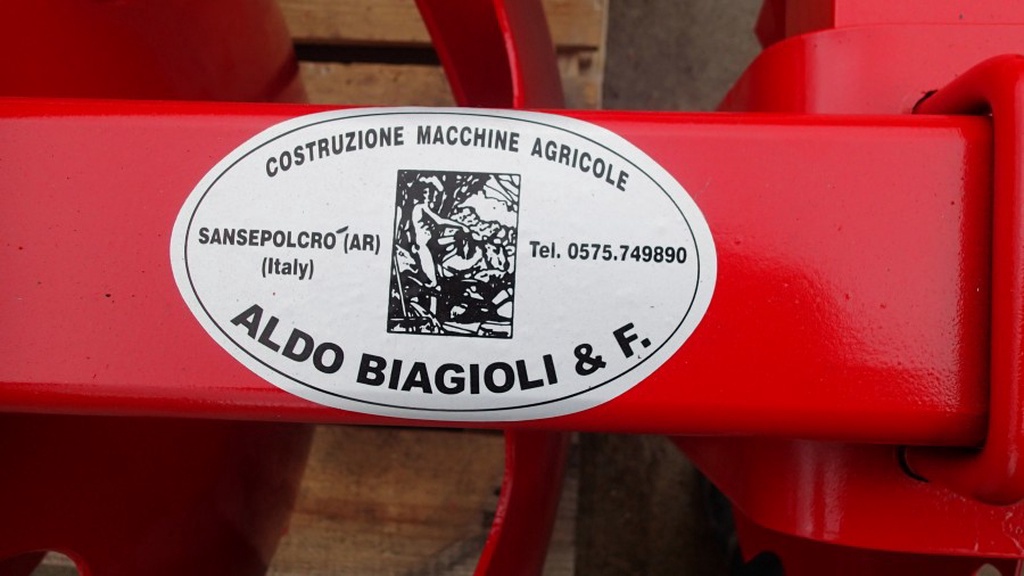 COSTRUZIONE MACCHINE AGRICOLE
SANSEPOLCRO (AR)
(Italy)
Tel. 0575.749890
ALDO BIAGIOLI & F.